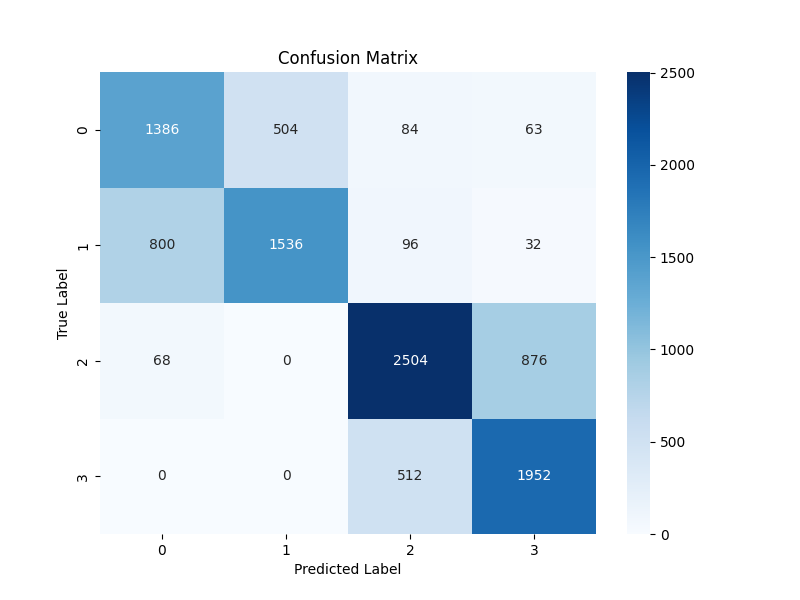 Confusion Matrix
0 1386 504 84 63
1 800 1536 96 32
2 68 0 2504 876
3 0 0 512 1952
0 1 2 3
Predicted Label
True Label
2500
2000
1500
1000
500
0